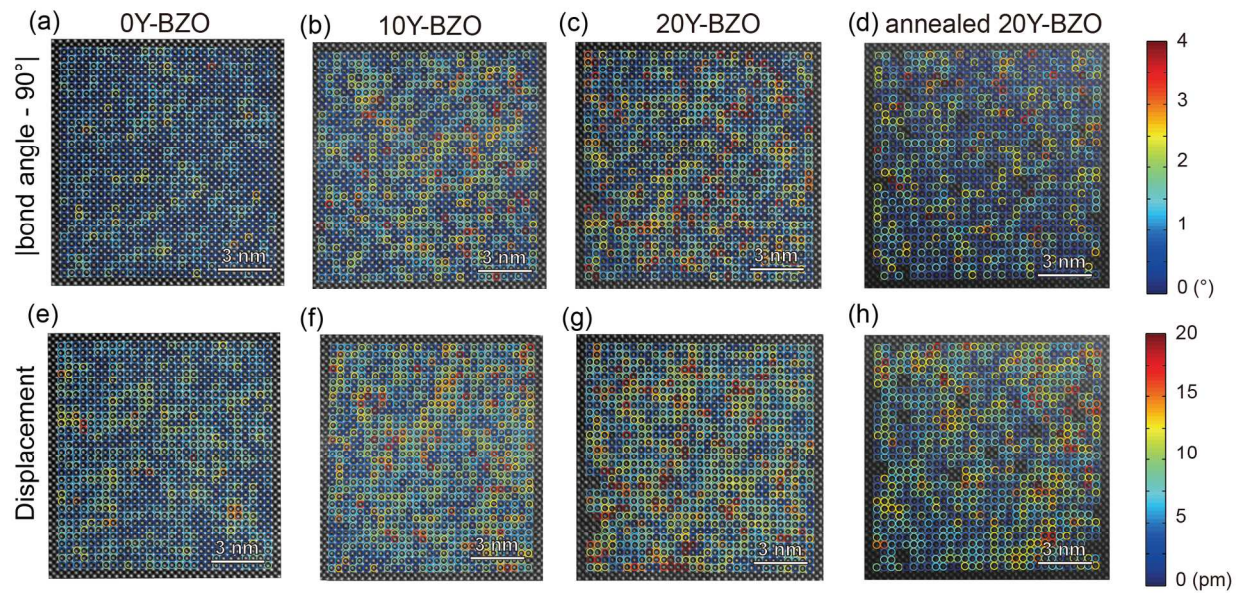 (a) 0Y-BZO (b) 10Y-BZO (c) 20Y-BZO (d) annealed 20Y-BZO
|bond angle - 90°|
3 nm 3 nm 3 nm 3 nm
4
3
2
1
0 (°)
(e) (f) (g) (h)
Displacement
3 nm 3 nm 3 nm 3 nm
20
15
10
5
0 (pm)